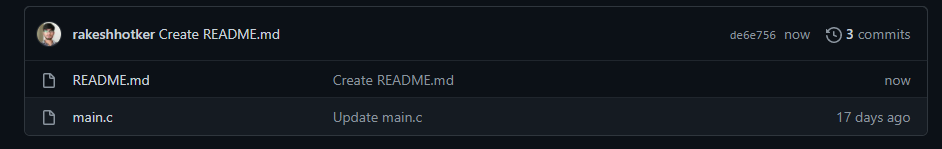 rakeshhotker Create README.md de6e756 now 3 commits
README.md Create README.md now
main.c Update main.c 17 days ago